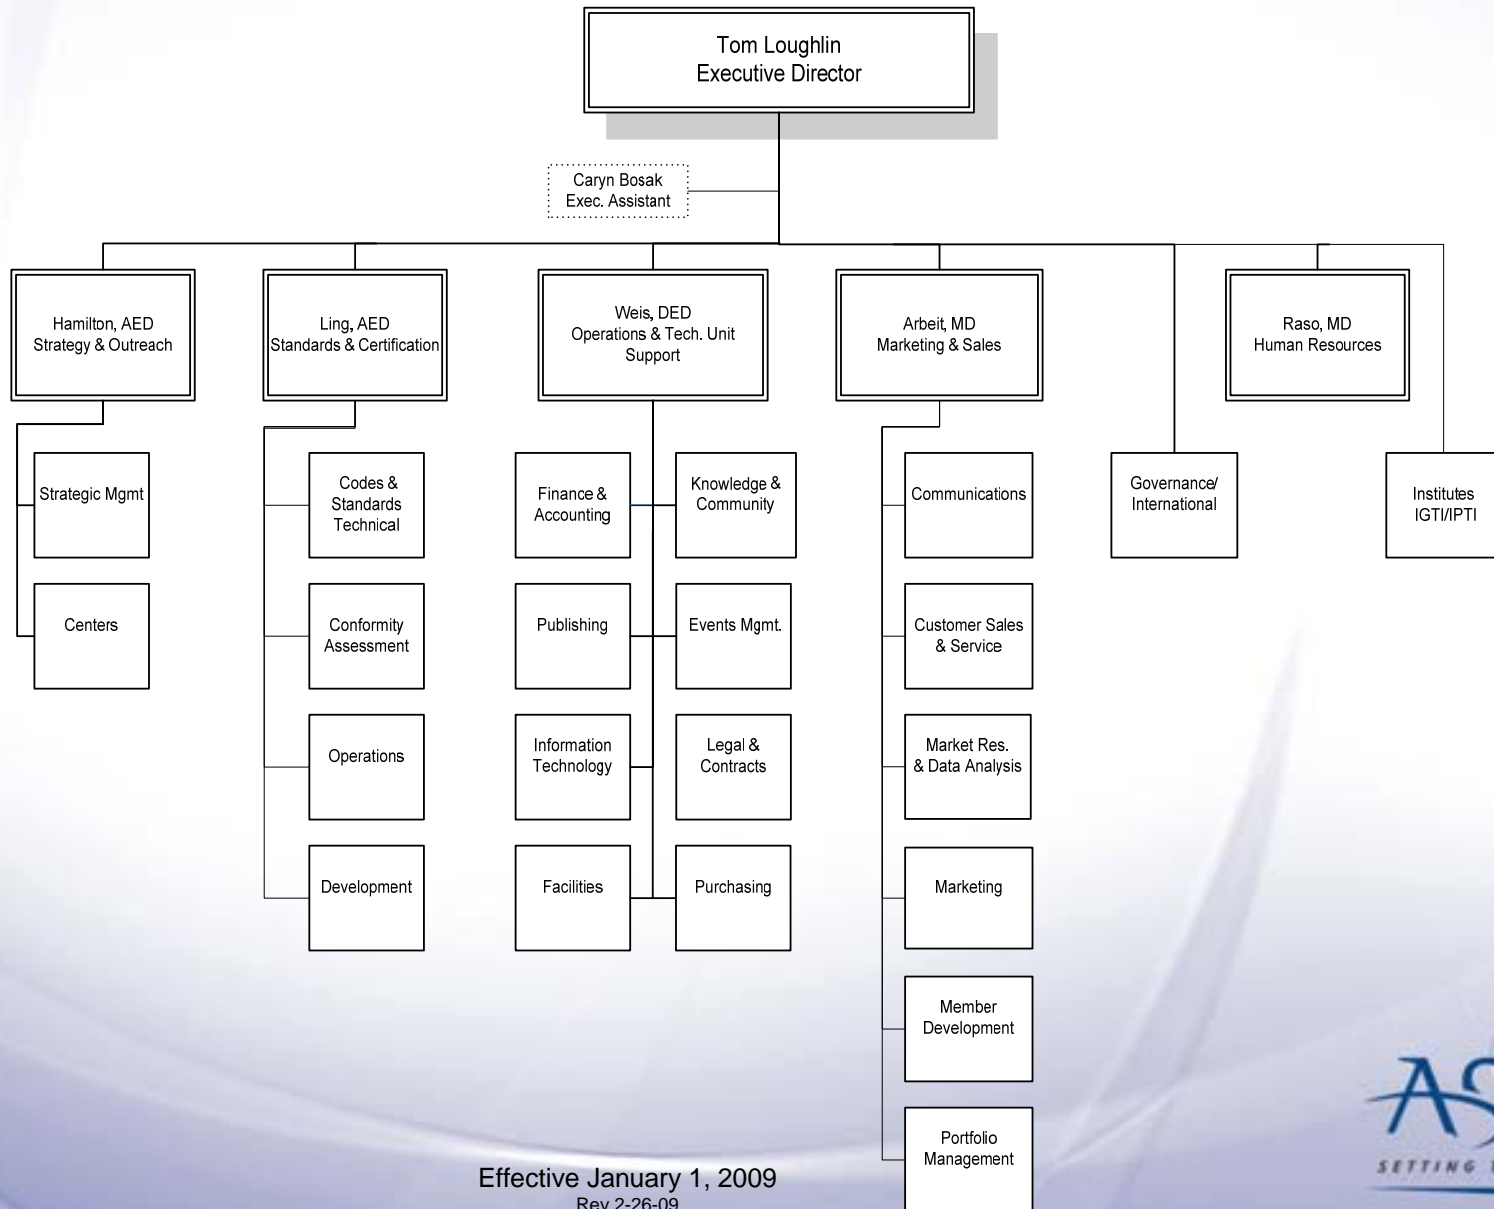 Tom Loughlin
Executive Director
Caryn Bosak
Exec. Assistant
Hamilton, AED
Strategy & Outreach
Ling, AED
Standards & Certification
Weis, DED
Operations & Tech. Unit
Support
Arbeit, MD
Marketing & Sales
Raso, MD
Human Resources
Strategic Mgmt
Centers
Codes &
Standards
Technical
Conformity
Assessment
Operations
Development
Finance &
Accounting
Knowledge &
Community
Publishing
Events Mgmt.
Information
Technology
Legal &
Contracts
Facilities
Purchasing
Communications
Customer Sales
& Service
Market Res.
& Data Analysis
Marketing
Member
Development
Portfolio
Management
Governance/
International
Institutes
IGTI/IPTI
Effective January 1, 2009
Rev 2-26-09
SETTING